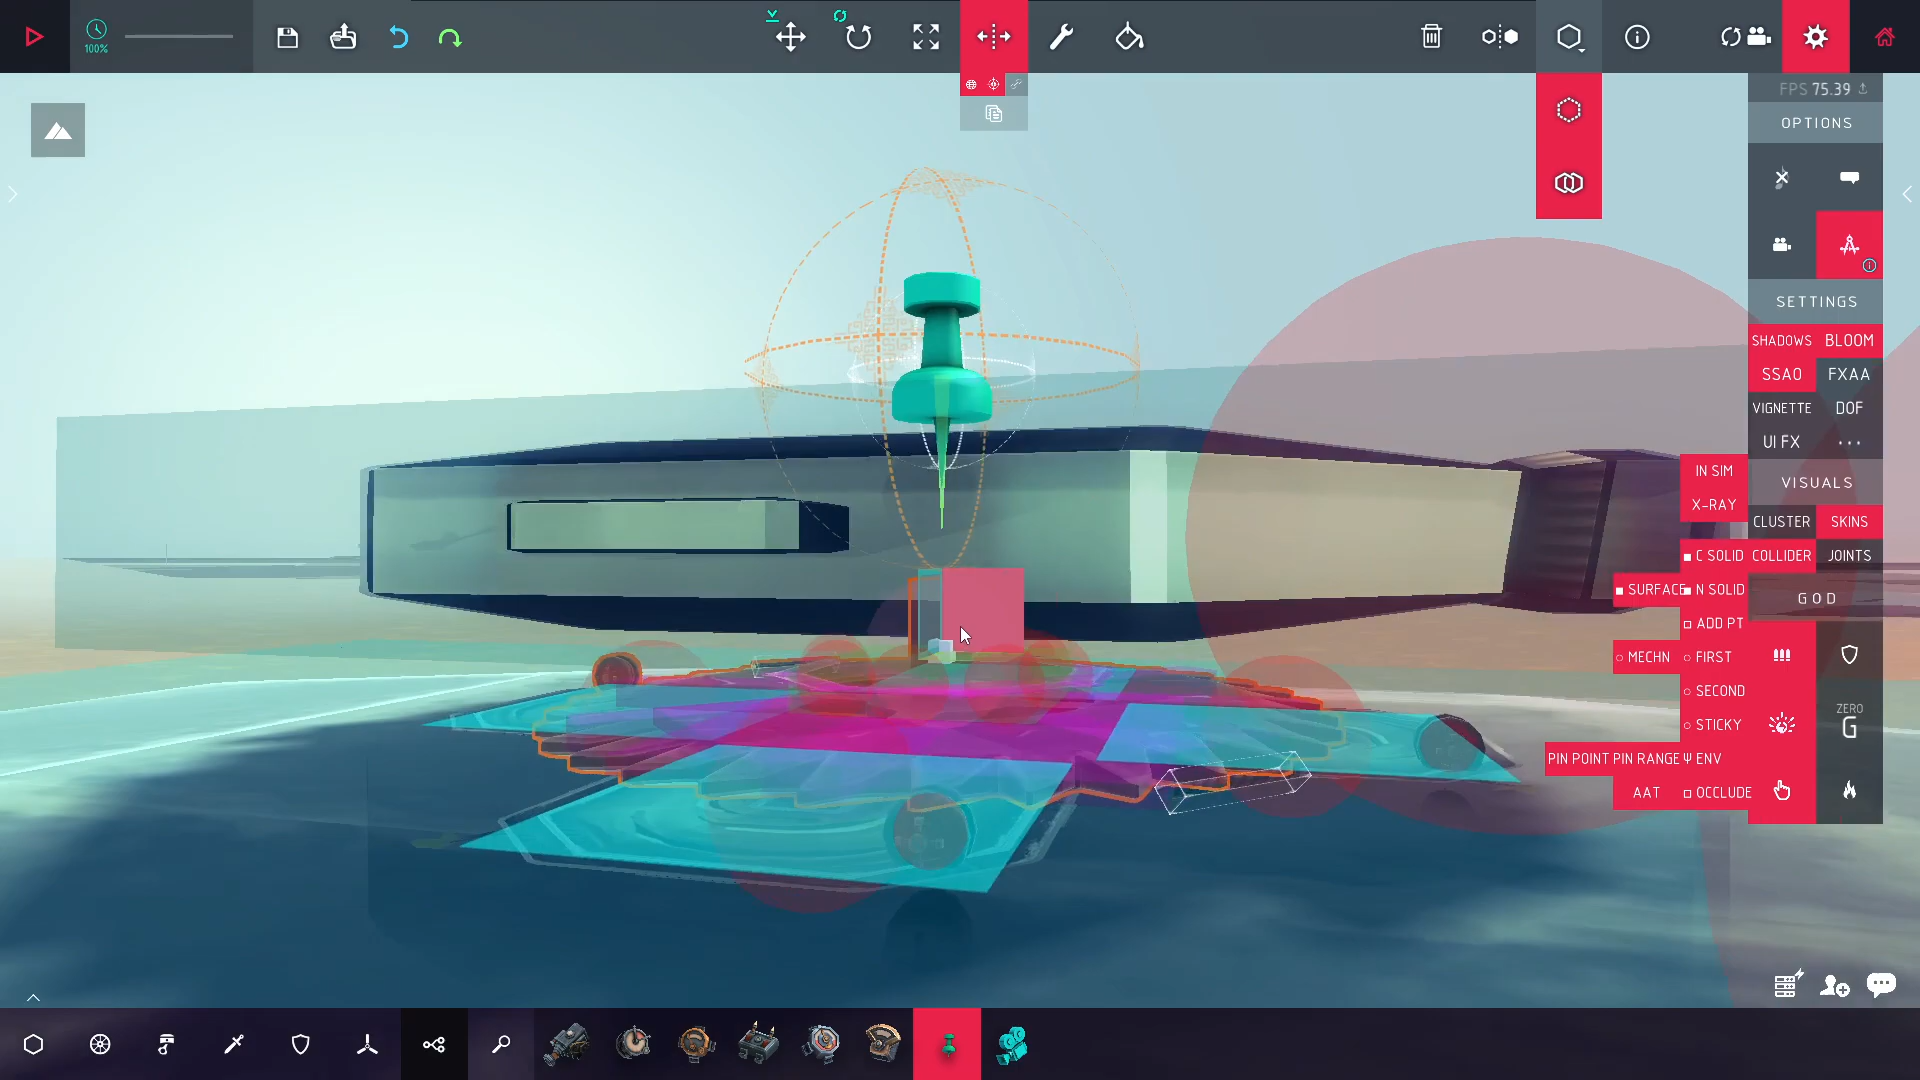 100%
FPS 75.39
OPTIONS
SETTINGS
SHADOWS BLOOM
SSAO FXAA
VIGNETTE DOF
UI FX ...
IN SIM
VISUALS
X-RAY
CLUSTER SKINS
C SOLID COLLIDER JOINTS
SURFACE N SOLID
GOD
ADD PT
MECHN FIRST
SECOND
ZERO
G
STICKY
PIN POINT PIN RANGE Ψ ENV
AAT OCCLUDE